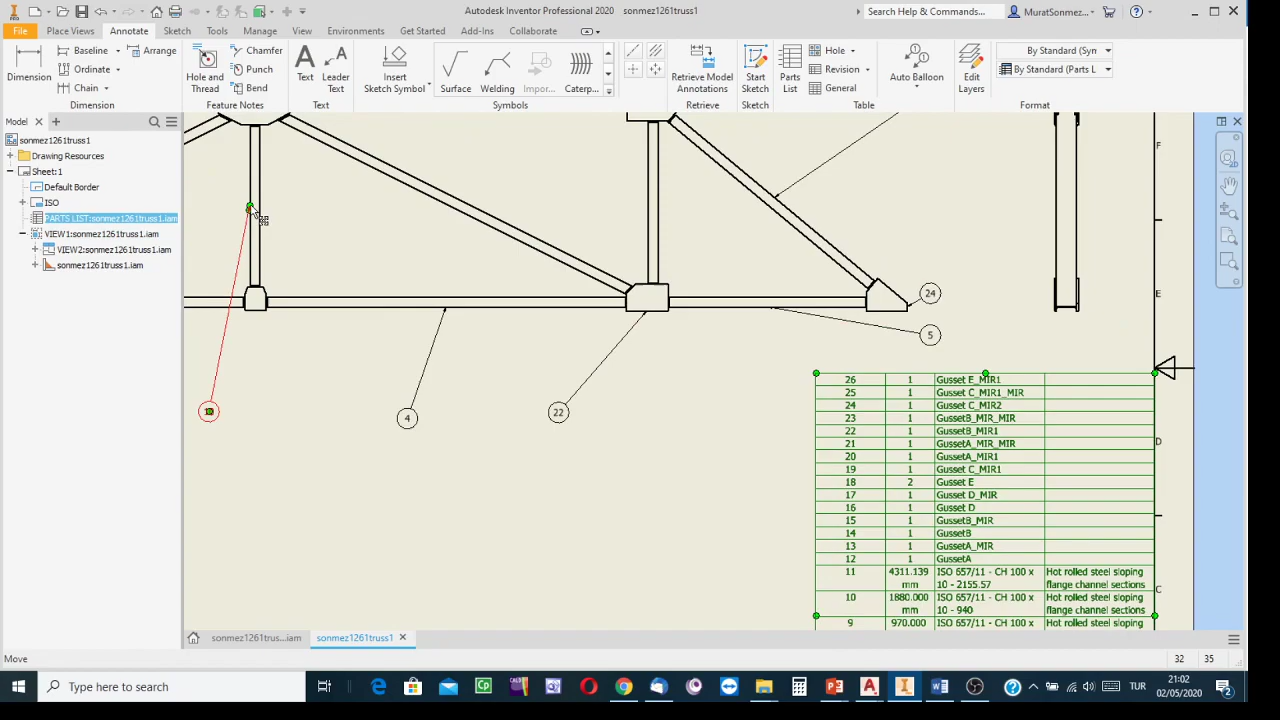 Autodesk Inventor Professional 2020 sonmez1261truss1
Search Help & Commands...
MuratSonmez...
File Place Views Annotate Sketch Tools Manage View Environments Get Started Add-Ins Collaborate
Dimension
Baseline
Ordinate
Chain
Arrange
Dimension
Hole and Thread
Chamfer
Punch
Bend
Feature Notes
Text
Leader Text
Text
Insert Sketch Symbol
Surface
Welding
Impor...
Caterp...
Symbols
Retrieve Model Annotations
Retrieve
Start Sketch
Sketch
Parts List
Hole
Revision
General
Table
Auto Balloon
Edit Layers
By Standard (Syn
By Standard (Parts L
Format
Model
sonmez1261truss1
Drawing Resources
Sheet:1
Default Border
ISO
PARTS LIST:sonmez1261truss1.iam
VIEW1:sonmez1261truss1.iam
VIEW2:sonmez1261truss1.iam
sonmez1261truss1.iam
F
E
D
C
24
5
4
22
26 1 Gusset E_MIR1
25 1 Gusset C_MIR1_MIR
24 1 Gusset C_MIR2
23 1 GussetB_MIR_MIR
22 1 GussetB_MIR1
21 1 GussetA_MIR_MIR
20 1 GussetA_MIR1
19 1 Gusset C_MIR1
18 2 Gusset E
17 1 Gusset D_MIR
16 1 Gusset D
15 1 GussetB_MIR
14 1 GussetB
13 1 GussetA_MIR
12 1 GussetA
11 4311.139 ISO 657/11 - CH 100 x Hot rolled steel sloping
mm 10 - 2155.57 flange channel sections
10 1880.000 ISO 657/11 - CH 100 x Hot rolled steel sloping
mm 10 - 940 flange channel sections
9 970.000 ISO 657/11 - CH 100 x Hot rolled steel sloping
sonmez1261trus...iam sonmez1261truss1
Move 32 35
Type here to search
TUR
21:02
02/05/2020
2